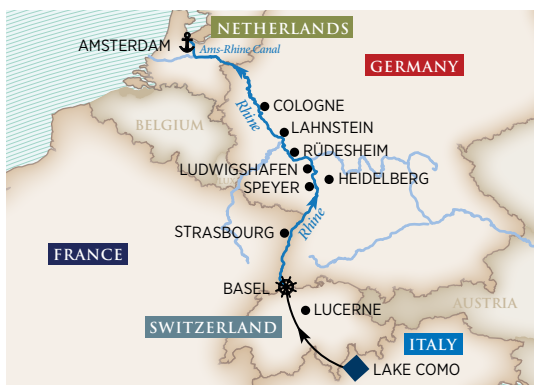 NETHERLANDS
AMSTERDAM
Ams-Rhine-Canal
GERMANY
Rhine
COLOGNE
BELGIUM
LAHNSTEIN
RÜDESHEIM
LUDWIGSHAFEN
LUX
HEIDELBERG
SPEYER
Rhine
STRASBOURG
FRANCE
BASEL
LUCERNE
AUSTRIA
SWITZERLAND
ITALY
LAKE COMO